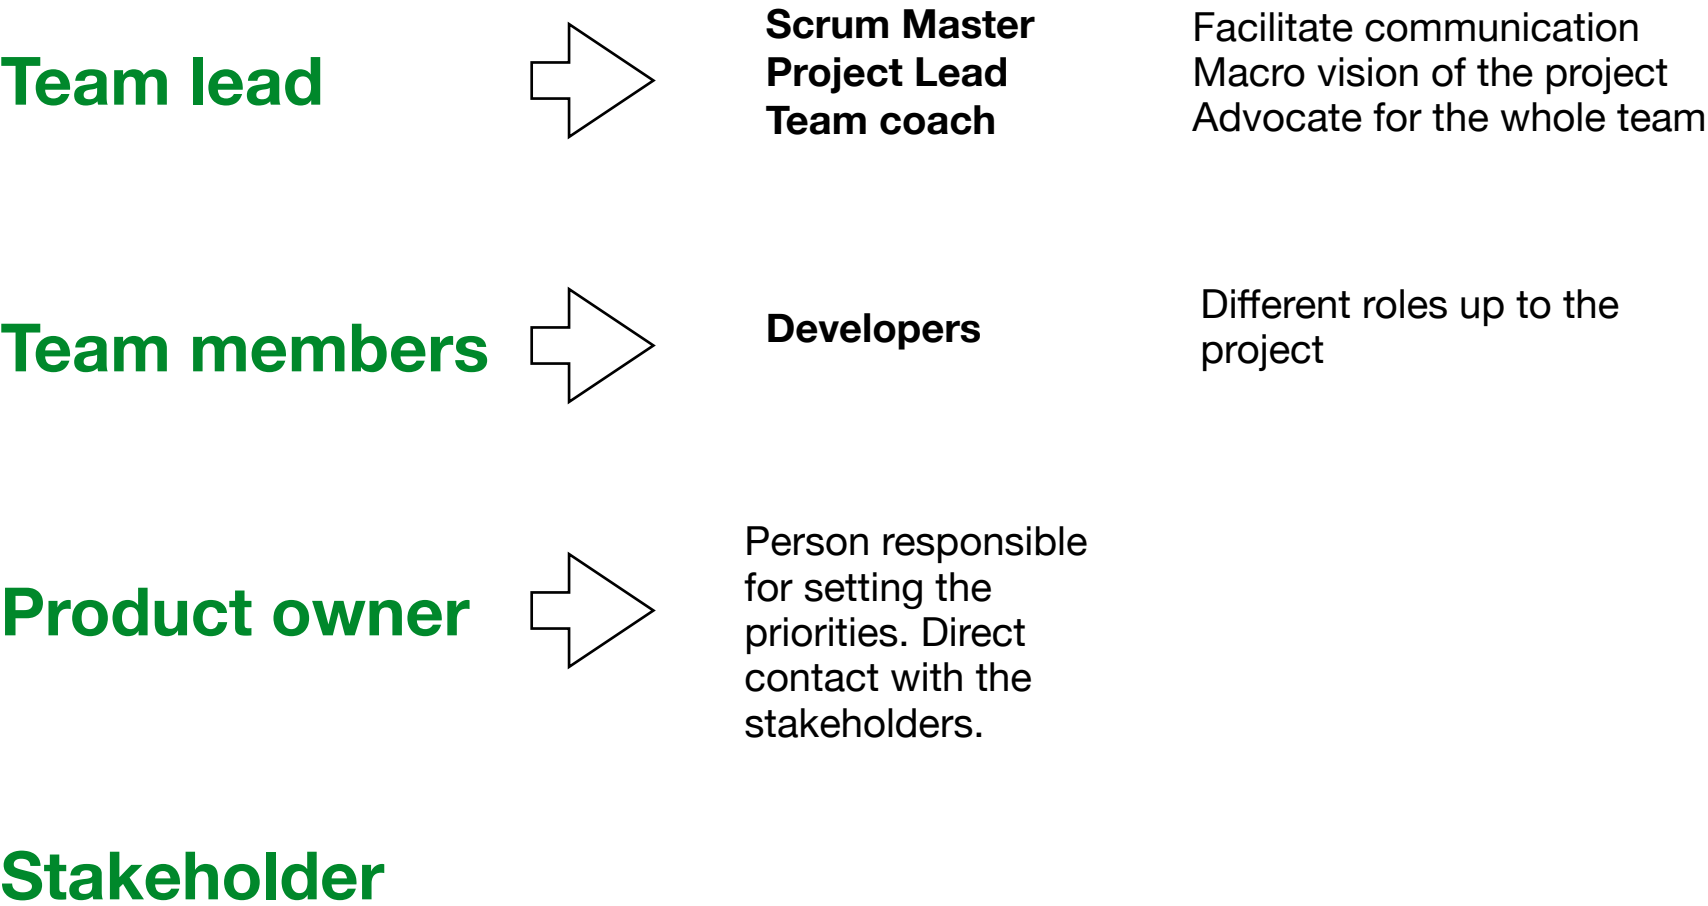 Team lead
Scrum Master
Project Lead
Team coach
Facilitate communication
Macro vision of the project
Advocate for the whole team
Team members
Developers
Different roles up to the
project
Product owner
Person responsible
for setting the
priorities. Direct
contact with the
stakeholders.
Stakeholder